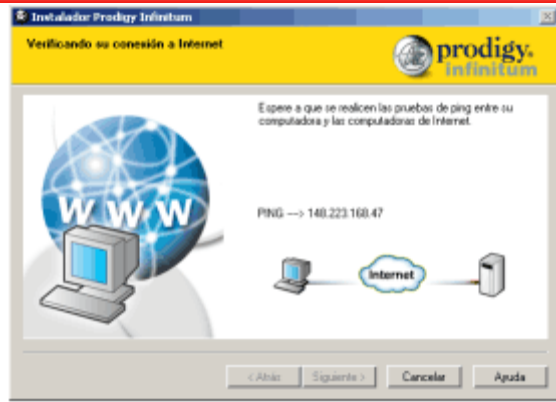 Instalador Prodigy Infinitum
Verificando su conexión a Internet
prodigy.
infinitum
Espere a que se realicen las pruebas de ping entre su
computadora y las computadoras de Internet.
WWW
PING ---> 148.223.168.47
Internet
< Atrás
Siguiente >
Cancelar
Ayuda